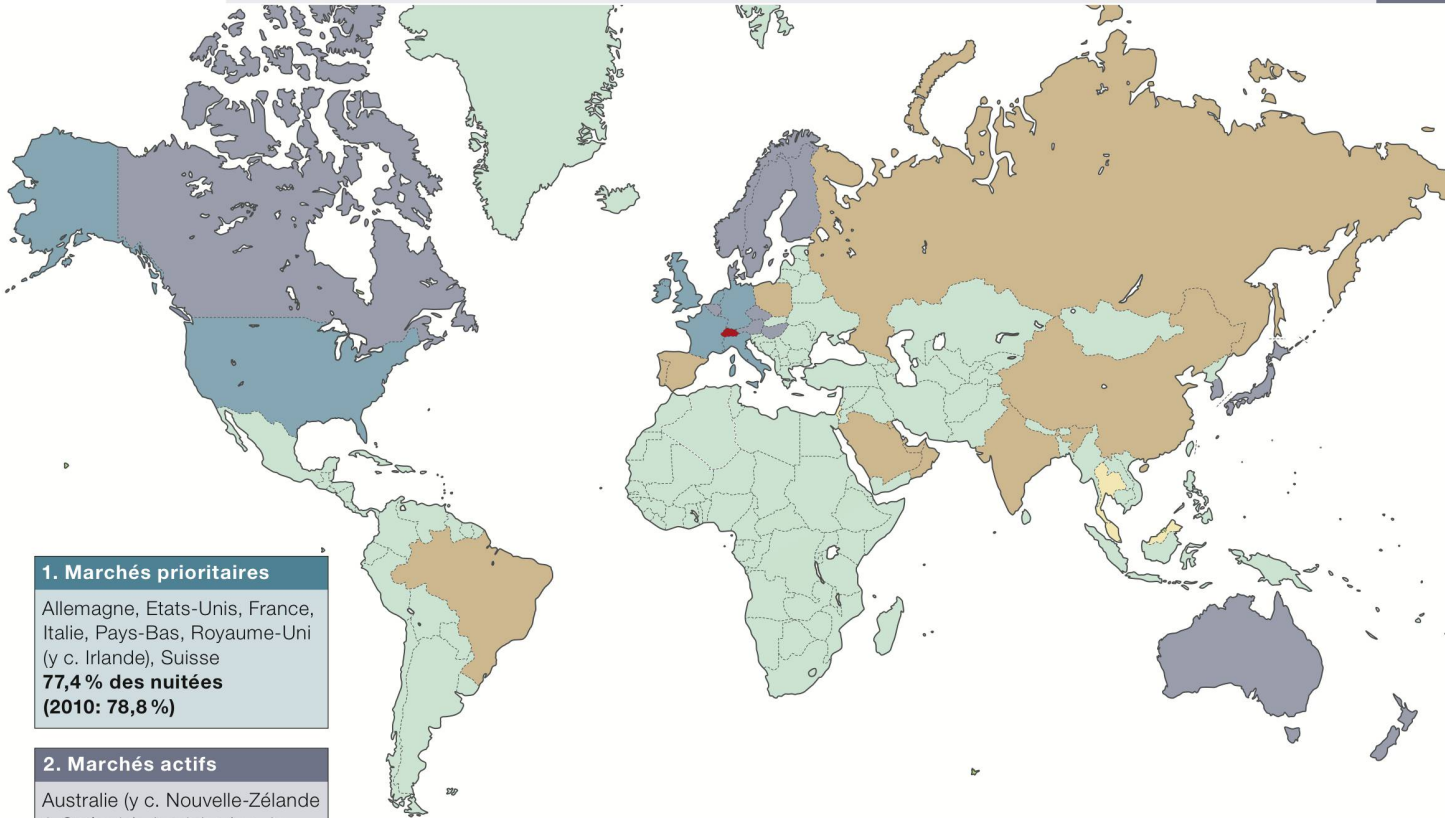 1. Marchés prioritaires
Allemagne, Etats-Unis, France,
Italie, Pays-Bas, Royaume-Uni
(y c. Irlande), Suisse
77,4 % des nuitées
(2010: 78,8 %)
2. Marchés actifs
Australie (y c. Nouvelle-Zélande